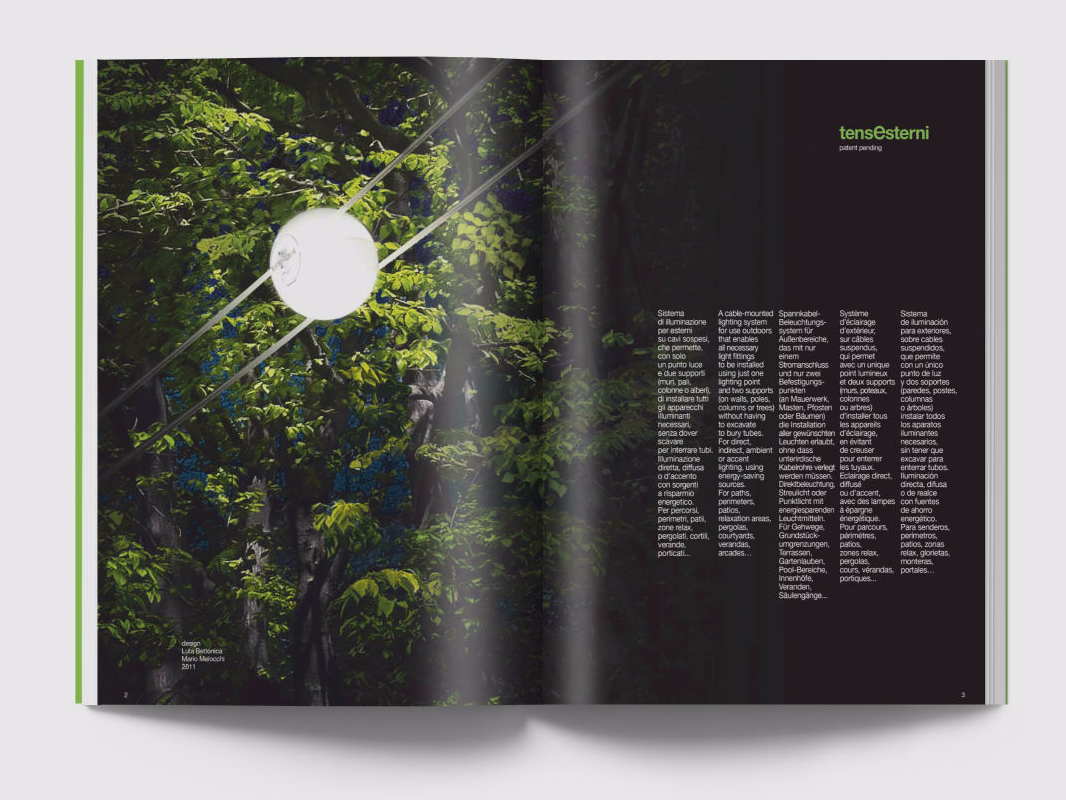 tensesterni
patent pending
Sistema
di illuminazione
per esterni
su cavi sospesi,
che permette,
con solo
un punto luce
e due supporti
(muri, pali,
colonne o alberi),
di installare tutti
gli apparecchi
illuminanti
necessari,
senza dover
scavare
per interrare tubi.
Illuminazione
diretta, diffusa
o d'accento
con sorgenti
a risparmio
energetico.
Per percorsi,
perimetri, patii,
zone relax,
pergolati, cortili,
verande,
porticati...
A cable-mounted
lighting system
for use outdoors
that enables
all necessary
light fittings
to be installed
using just one
lighting point
and two supports
(on walls, poles,
columns or trees)
without having
to excavate
to bury tubes.
For direct,
indirect, ambient
or accent
lighting, using
energy-saving
sources.
For paths,
perimeters,
patios,
relaxation areas,
pergolas,
courtyards,
verandas,
arcades...
Spannkabel-
Beleuchtungs-
system für
Außenbereiche,
das mit nur
einem
Stromanschluss
und nur zwei
Befestigungs-
punkten
(an Mauerwerk,
Masten, Pfosten
oder Bäumen)
die Installation
aller gewünschten
Leuchten erlaubt,
ohne dass
unterirdische
Kabelrohre verlegt
werden müssen.
Direktbeleuchtung,
Streulicht oder
Punktlicht mit
energiesparenden
Leuchtmitteln.
Für Gehwege,
Grundstück-
umgrenzungen,
Terrassen,
Gartenlauben,
Pool-Bereiche,
Innenhöfe,
Veranden,
Säulengänge...
Système
d'éclairage
d'extérieur,
sur câbles
suspendus,
qui permet
avec un unique
point lumineux
et deux supports
(murs, poteaux,
colonnes
ou arbres)
d'installer tous
les appareils
d'éclairage,
en évitant
de creuser
pour enterrer
les tuyaux.
Eclairage direct,
diffusé
ou d'accent,
avec des lampes
à épargne
énergétique.
Pour parcours,
périmètres,
patios,
zones relax,
pergolas,
cours, vérandas,
portiques...
Sistema
de iluminación
para exteriores,
sobre cables
suspendidos,
que permite
con un único
punto de luz
y dos soportes
(paredes, postes,
columnas
o árboles)
instalar todos
los aparatos
iluminantes
necesarios,
sin tener que
excavar para
enterrar tubos.
Iluminación
directa, difusa
o de realce
con fuentes
de ahorro
energético.
Para senderos,
perimetros,
patios, zonas
relax, glorietas,
monteras,
portales...
design
Luta Bettonica
Mario Melocchi
2011
2
3